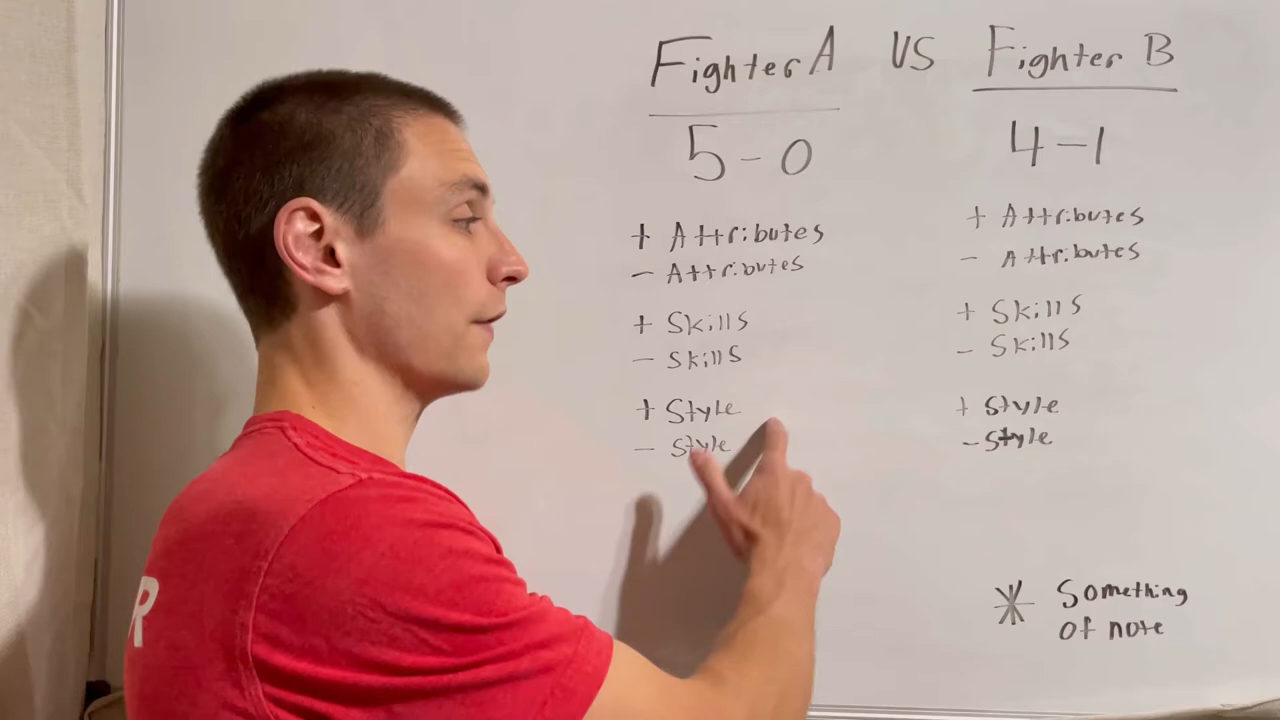 Fighter A VS Fighter B
5-0
4-1
+ Attributes
- Attributes
+ Skills
- Skills
+ Style
- Style
+ Attributes
- Attributes
+ Skills
- Skills
+ Style
- Style
* Something
of note
R